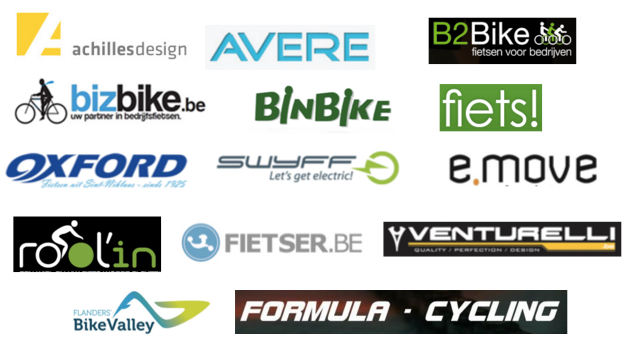 achillesdesign
AVERE
B2Bike
fietsen voor bedrijven
bizbike.be
uw partner in bedrijfsfietsen.
BiNBiKE
fiets!
OXFORD
Fietsen uit Sint-Niklaas - sinds 1925
SWYFF
Let's get electric!
e.move
rool'in
FIETSER.BE
VENTURELLI
QUALITY / PERFECTION / DESIGN
FLANDERS'
BikeValley
FORMULA - CYCLING